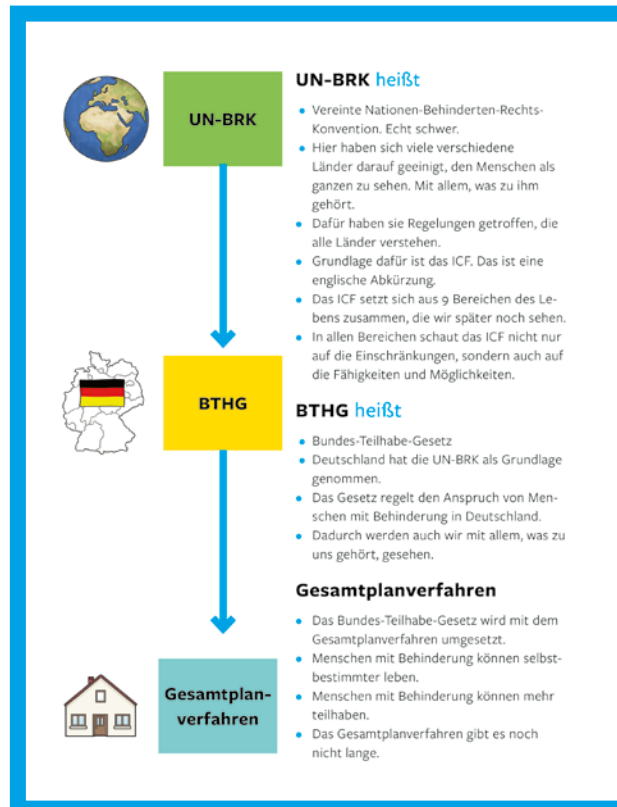 UN-BRK
UN-BRK heißt
• Vereinte Nationen-Behinderten-Rechts-
Konvention. Echt schwer.
• Hier haben sich viele verschiedene
Länder darauf geeinigt, den Menschen als
ganzen zu sehen. Mit allem, was zu ihm
gehört.
• Dafür haben sie Regelungen getroffen, die
alle Länder verstehen.
• Grundlage dafür ist das ICF. Das ist eine
englische Abkürzung.
• Das ICF setzt sich aus 9 Bereichen des Le-
bens zusammen, die wir später noch sehen.
• In allen Bereichen schaut das ICF nicht nur
auf die Einschränkungen, sondern auch auf
die Fähigkeiten und Möglichkeiten.
BTHG
BTHG heißt
• Bundes-Teilhabe-Gesetz
• Deutschland hat die UN-BRK als Grundlage
genommen.
• Das Gesetz regelt den Anspruch von Men-
schen mit Behinderung in Deutschland.
• Dadurch werden auch wir mit allem, was zu
uns gehört, gesehen.
Gesamtplanverfahren
• Das Bundes-Teilhabe-Gesetz wird mit dem
Gesamtplanverfahren umgesetzt.
• Menschen mit Behinderung können selbst-
bestimmter leben.
• Menschen mit Behinderung können mehr
teilhaben.
• Das Gesamtplanverfahren gibt es noch
nicht lange.
Gesamtplan-
verfahren